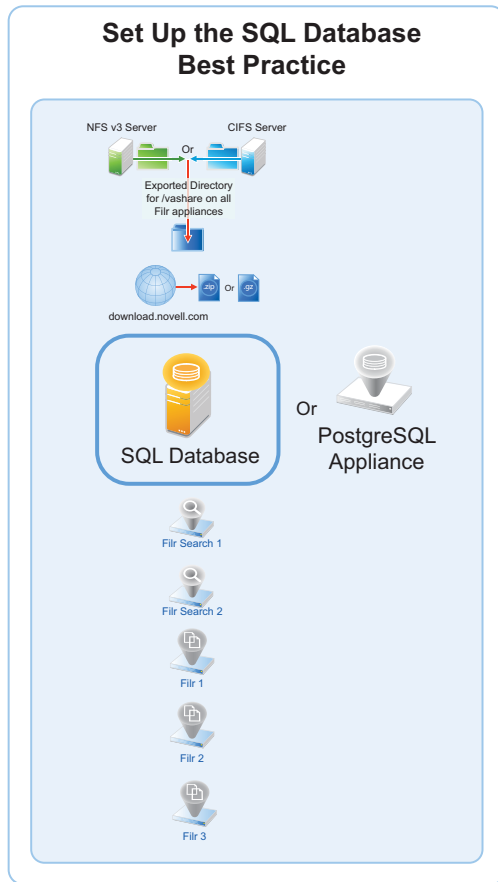 Set Up the SQL Database
Best Practice
NFS v3 Server
Or
CIFS Server
Exported Directory
for /vashare on all
Filr appliances
.zip
Or
.gz
download.novell.com
SQL Database
Or
PostgreSQL
Appliance
Filr Search 1
Filr Search 2
Filr 1
Filr 2
Filr 3